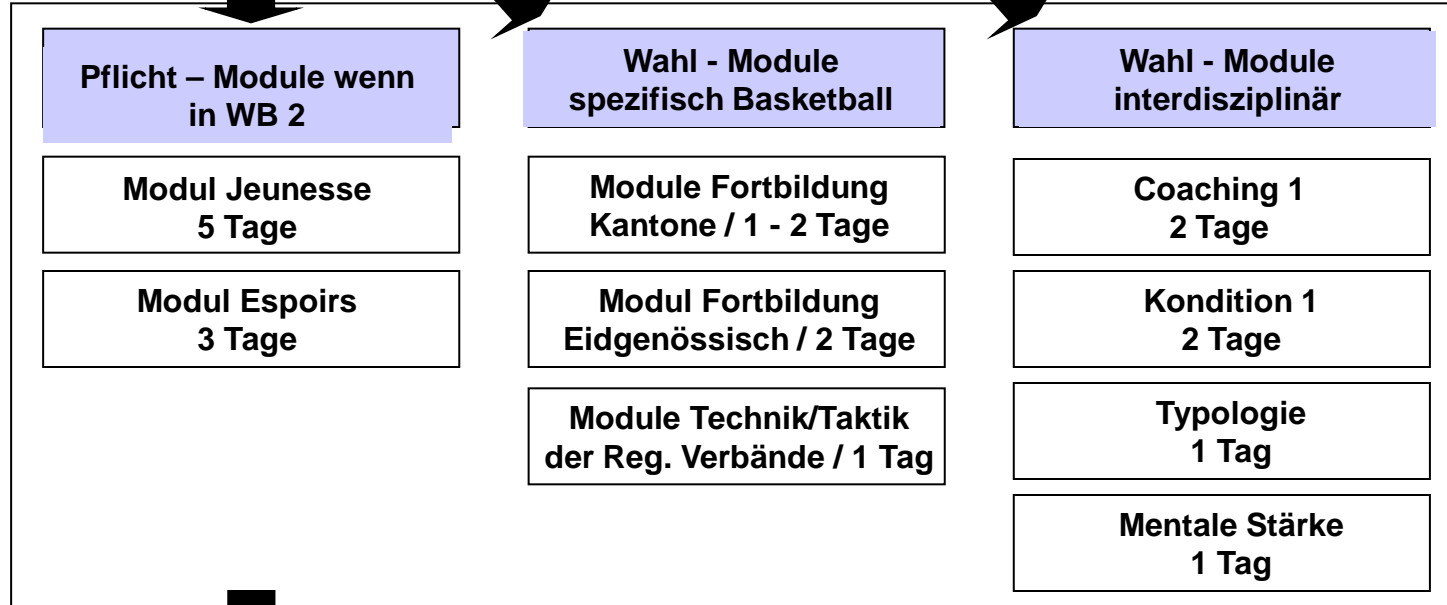 Pflicht – Module wenn
in WB 2
Modul Jeunesse
5 Tage
Modul Espoirs
3 Tage
Wahl - Module
spezifisch Basketball
Module Fortbildung
Kantone / 1 - 2 Tage
Modul Fortbildung
Eidgenössisch / 2 Tage
Module Technik/Taktik
der Reg. Verbände / 1 Tag
Wahl - Module
interdisziplinär
Coaching 1
2 Tage
Kondition 1
2 Tage
Typologie
1 Tag
Mentale Stärke
1 Tag